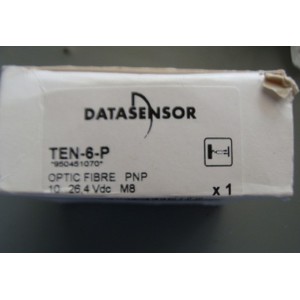 DATASENSOR
TEN-6-P
"950451070"
OPTIC FIBRE PNP
10 26.4 Vdc M8
x 1